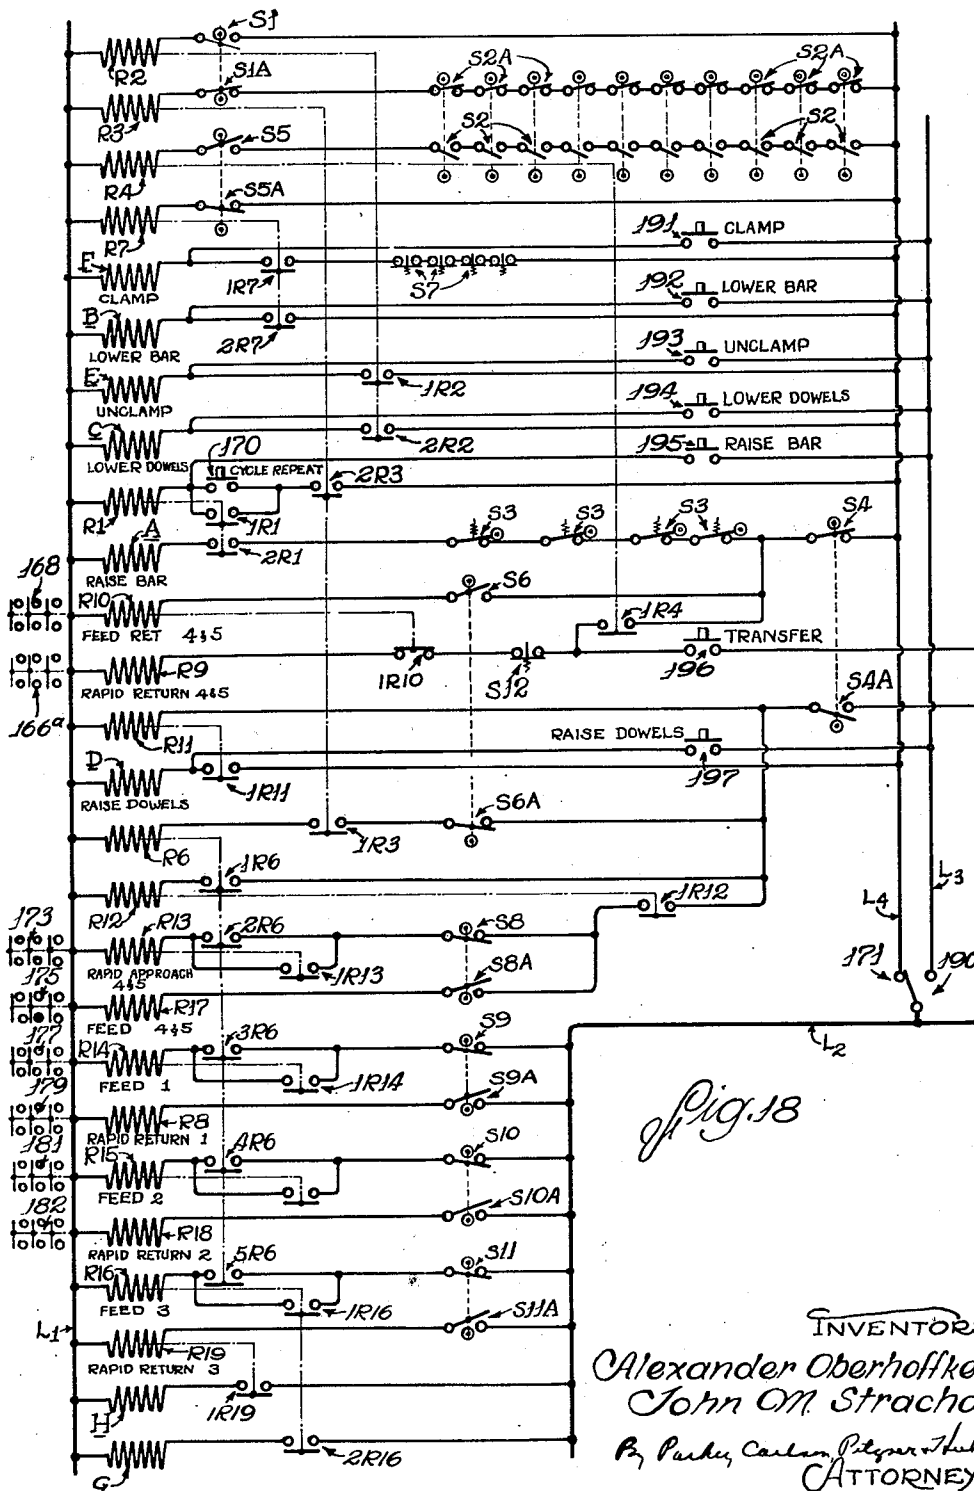 S1
R2
S2A
S2A
S1A
R3
S5
S2
S2
R4
S5A
R7
191 CLAMP
F
CLAMP
1R7
S7
192 LOWER BAR
B
LOWER BAR
2R7
193 UNCLAMP
E
UNCLAMP
1R2
194 LOWER DOWELS
C
LOWER DOWELS
2R2
195 RAISE BAR
170 CYCLE REPEAT
2R3
R1
1R1
A
RAISE BAR
2R1
S3
S3
S3
S4
168
R10
FEED RET 4&5
S6
1R4
TRANSFER
R9
RAPID RETURN 4&5
1R10
S12
196
166a
S4A
R11
RAISE DOWELS
D
RAISE DOWELS
1R11
197
S6A
R6
1R3
1R6
R12
1R12
L4
L3
173
R13
RAPID APPROACH 4&5
2R6
1R13
S8
171
190
175
R17
FEED 4&5
S8A
177
R14
FEED 1
3R6
1R14
S9
L2
179
R8
RAPID RETURN 1
S9A
Fig. 18
181
R15
FEED 2
4R6
S10
182
R18
RAPID RETURN 2
S10A
R16
FEED 3
5R6
1R16
S11
L1
R19
RAPID RETURN 3
S11A
H
1R19
G
2R16
INVENTOR
Alexander Oberhoffke
John M. Stracha
By Parker, Carlson, Pitzner &
ATTORNEY